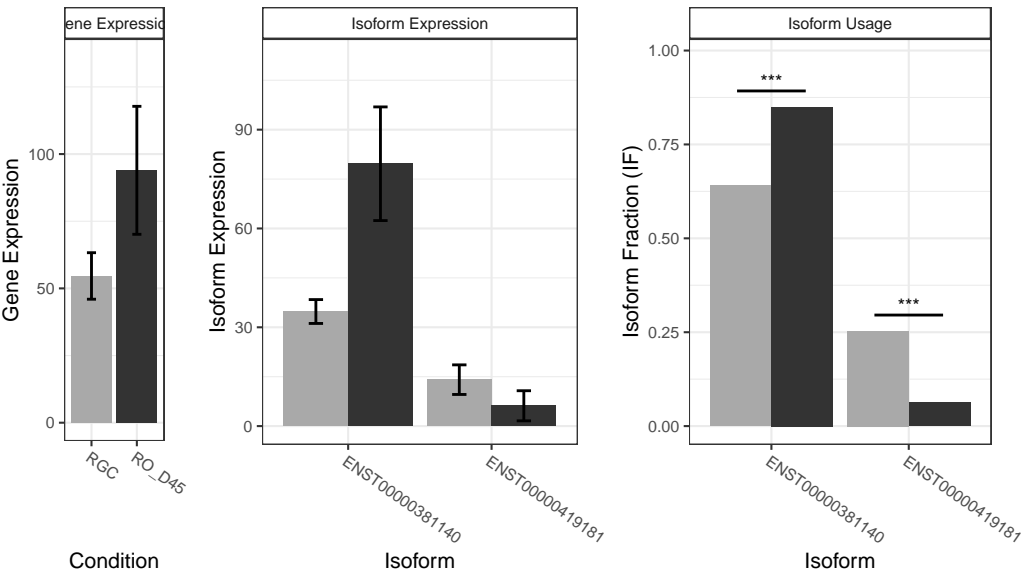 ene Expressio
Gene Expression
100
50
0
RGC
RO_D45
Condition
Isoform Expression
Isoform Expression
90
60
30
0
ENST00000381140
ENST00000419181
Isoform
Isoform Usage
Isoform Fraction (IF)
1.00
0.75
0.50
0.25
0.00
***
***
ENST00000381140
ENST00000419181
Isoform